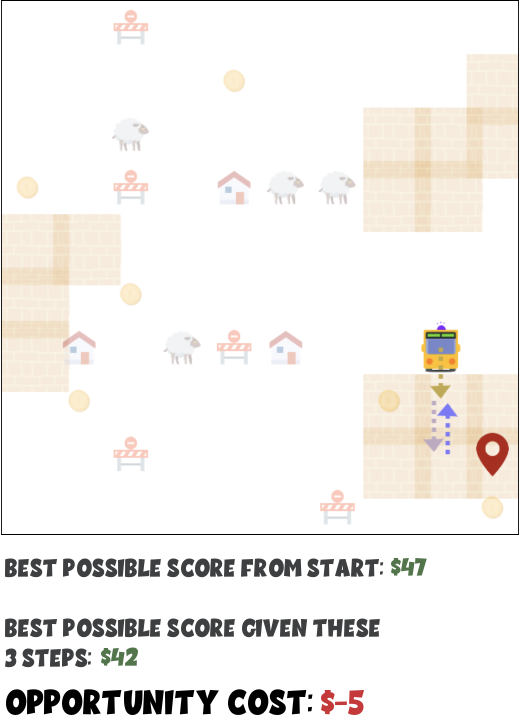 BEST POSSIBLE SCORE FROM START: $47
BEST POSSIBLE SCORE GIVEN THESE
3 STEPS: $42
OPPORTUNITY COST: $-5